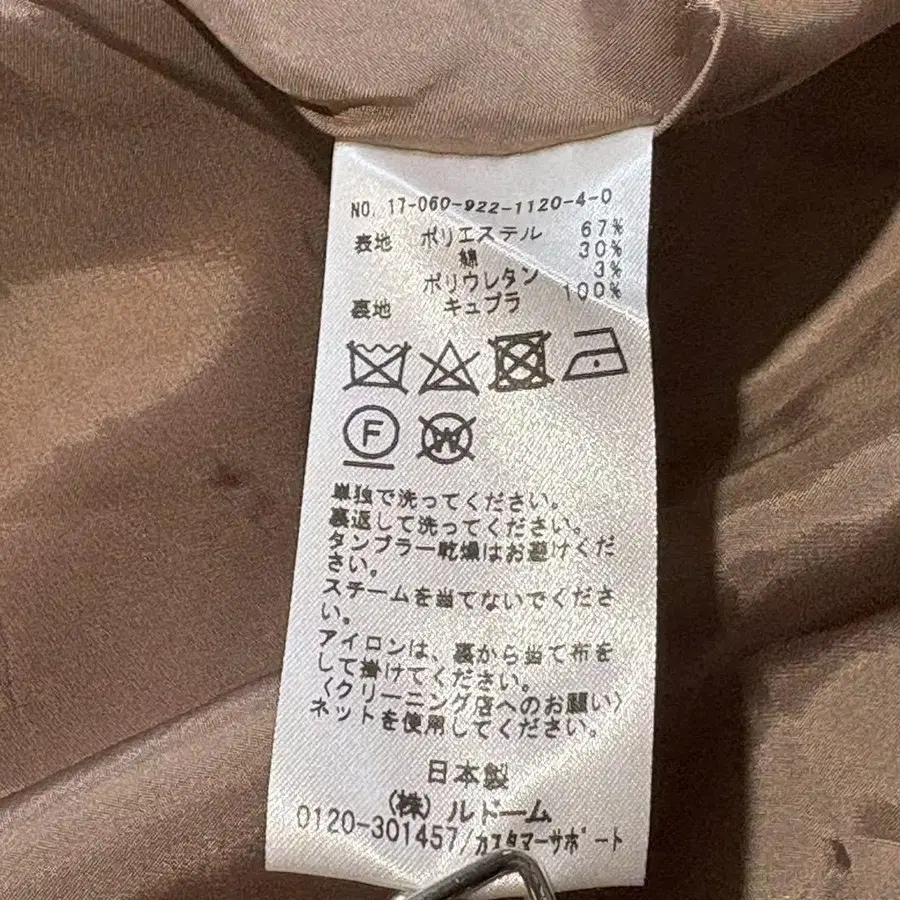 NO. 17-060-922-1120-4-0
表地 ポリエステル 67%
綿 30%
ポリウレタン 3%
裏地 キュプラ 100%
F W
単独で洗ってください。
裏返して洗ってください。
タンブラー乾燥はお避けくだ
さい。
スチームを当てないでくださ
い。
アイロンは、裏から当て布を
して掛けてください。
〈クリーニング店へのお願い〉
ネットを使用してください。
日本製
(株) ルドーム
0120-301457/カスタマーサポート